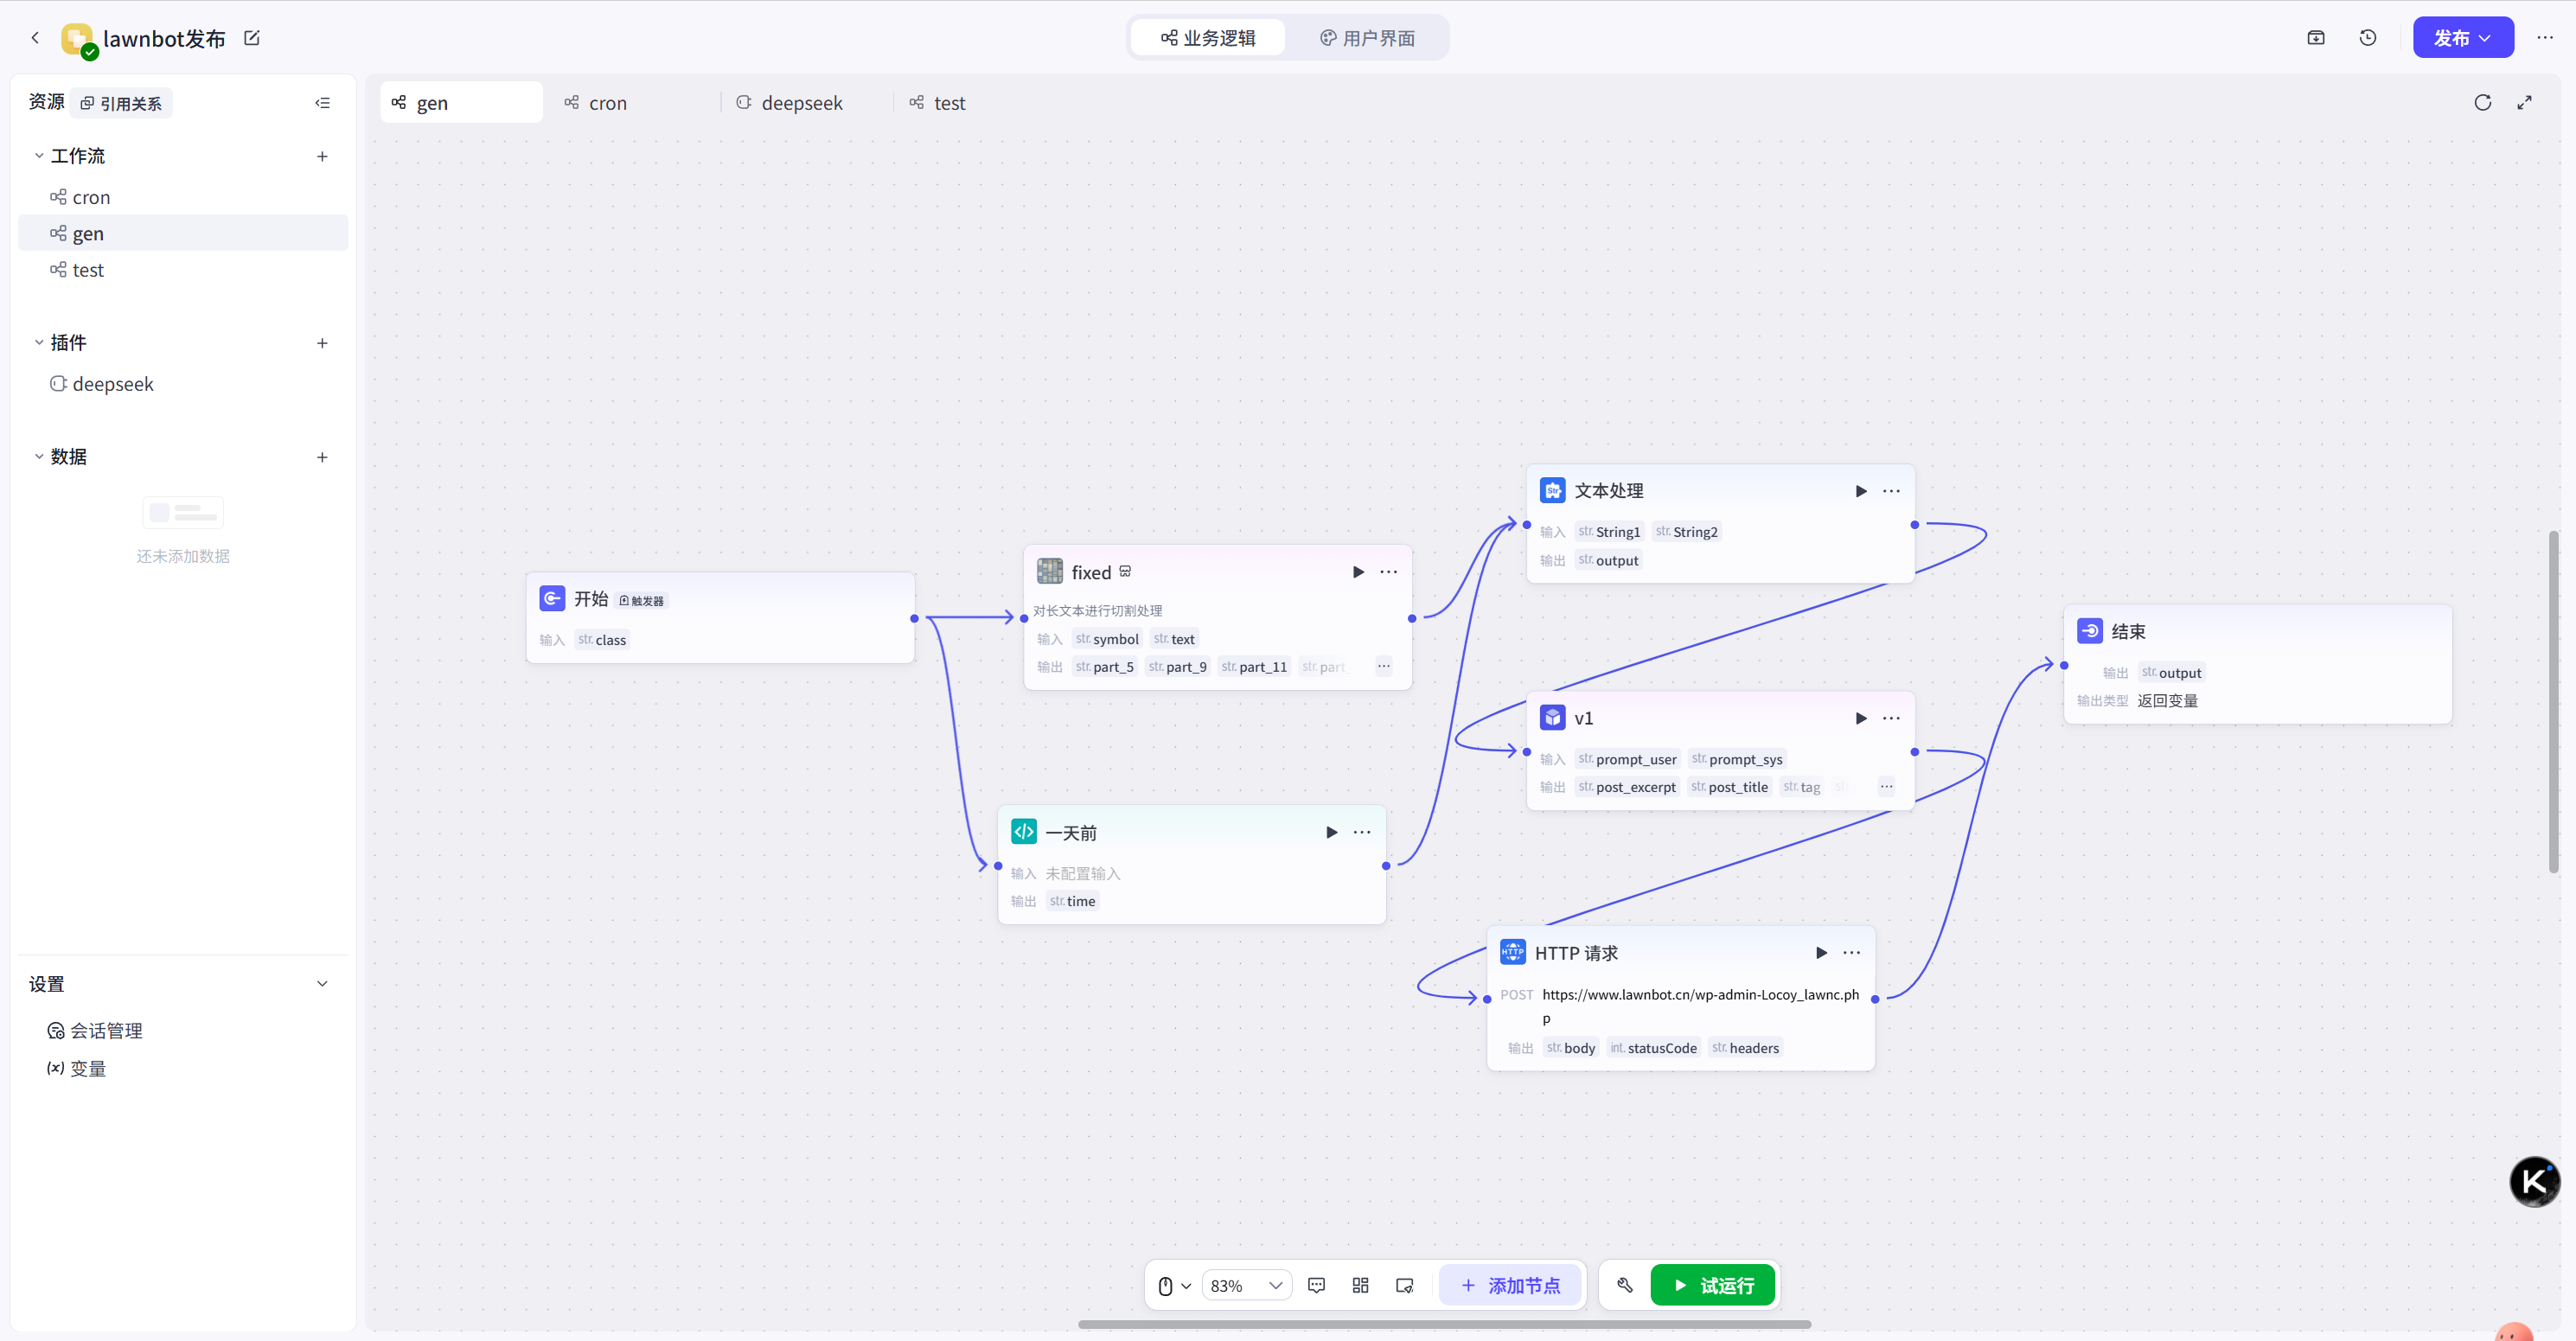 lawnbot发布
业务逻辑
用户界面
发布
资源
引用关系
gen
cron
deepseek
test
工作流
cron
gen
test
插件
deepseek
数据
还未添加数据
设置
会话管理
变量
开始
触发器
输入 str. class
fixed
对长文本进行切割处理
输入 str. symbol str. text
输出 str. part_5 str. part_9 str. part_11 str. part
一天前
输入 未配置输入
输出 str. time
Str
文本处理
输入 str. String1 str. String2
输出 str. output
v1
输入 str. prompt_user str. prompt_sys
输出 str. post_excerpt str. post_title str. tag
HTTP
HTTP 请求
POST https://www.lawnbot.cn/wp-admin-Locoy_lawnc.ph
p
输出 str. body int. statusCode str. headers
结束
输出 str. output
输出类型 返回变量
K
83%
添加节点
试运行